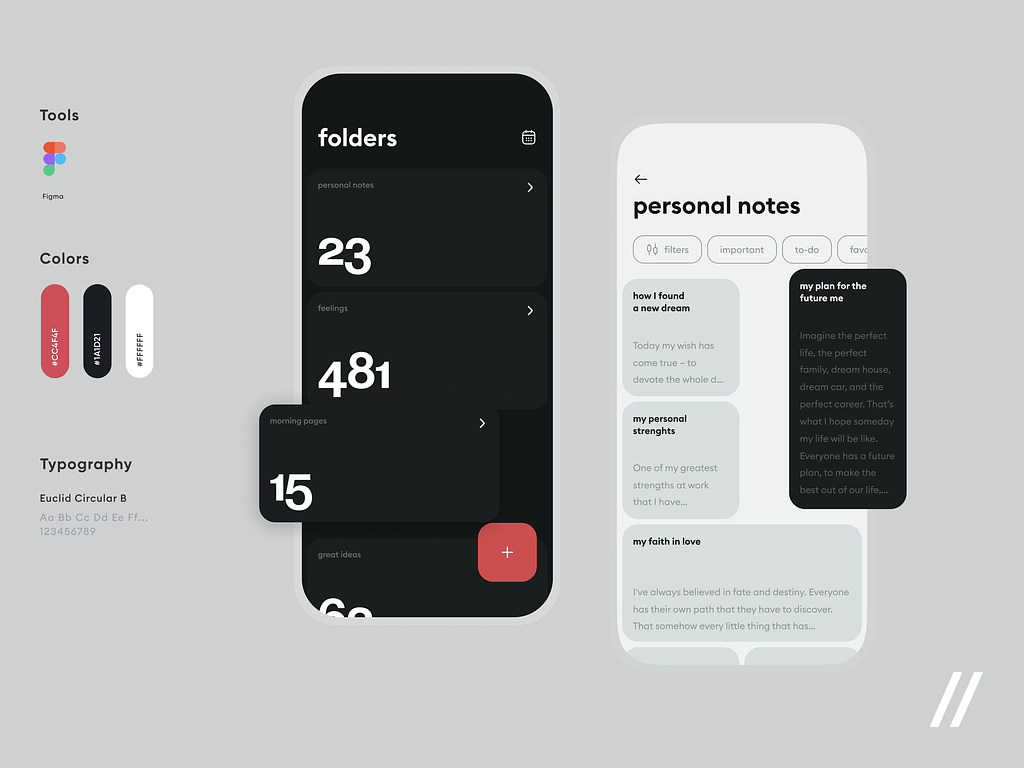 Tools
Figma
Colors
#CC4F4F
#1A1D21
#FFFFFF
Typography
Euclid Circular B
Aa Bb Cc Dd Ee Ff...
123456789
folders
personal notes
23
feelings
481
morning pages
15
great ideas
+
personal notes
filters
important
to-do
favo
how I found
a new dream
Today my wish has
come true – to
devote the whole d...
my personal
strenghts
One of my greatest
strengths at work
that I have...
my plan for the
future me
Imagine the perfect
life, the perfect
family, dream house,
dream car, and the
perfect career. That's
what I hope someday
my life will be like.
Everyone has a future
plan, to make the
best out of our life,...
my faith in love
I've always believed in fate and destiny. Everyone
has their own path that they have to discover.
That somehow every little thing that has...